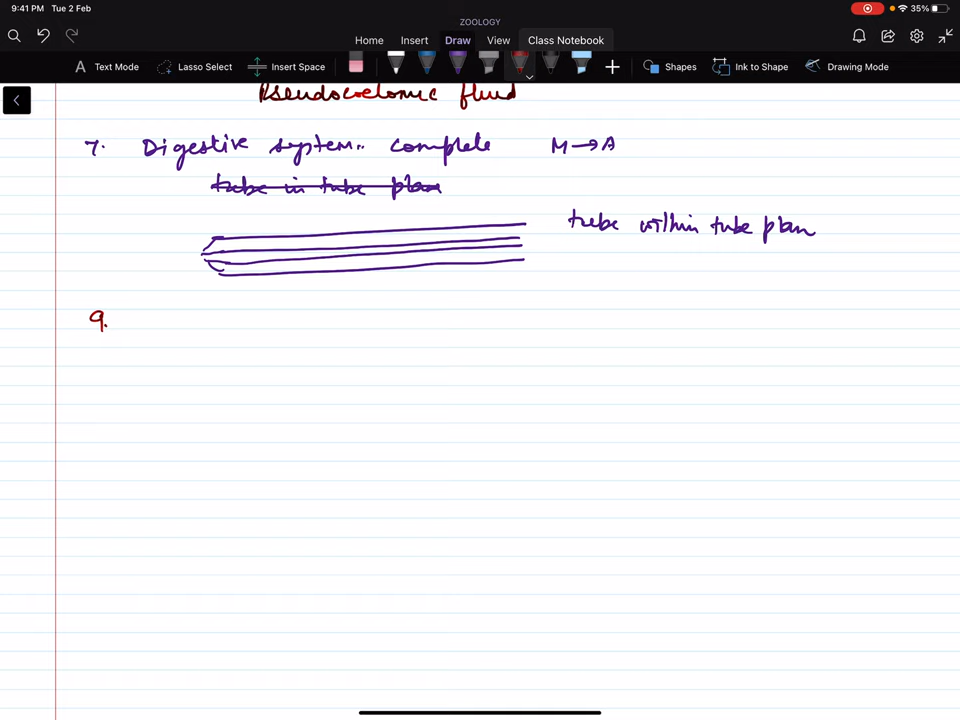 9:41 PM Tue 2 Feb
35%
ZOOLOGY
Home Insert Draw View Class Notebook
Text Mode Lasso Select Insert Space Shapes Ink to Shape Drawing Mode
Pseudocoelomic fluid
7. Digestive system.. complete M→A
tube in tube plan
tube within tube plan
9.